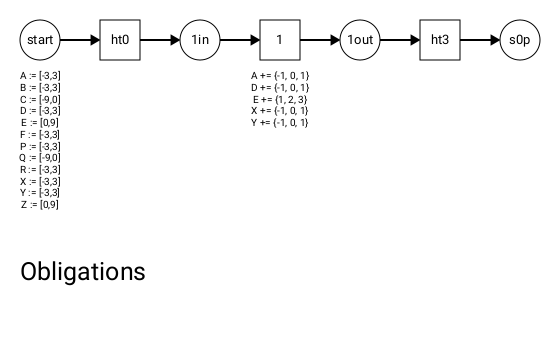 start ht0 1in 1 1out ht3 s0p
A := [-3,3]
B := [-3,3]
C := [-9,0]
D := [-3,3]
E := [0,9]
F := [-3,3]
P := [-3,3]
Q := [-9,0]
R := [-3,3]
X := [-3,3]
Y := [-3,3]
Z := [0,9]
A += {-1, 0, 1}
D += {-1, 0, 1}
E += {1, 2, 3}
X += {-1, 0, 1}
Y += {-1, 0, 1}
Obligations